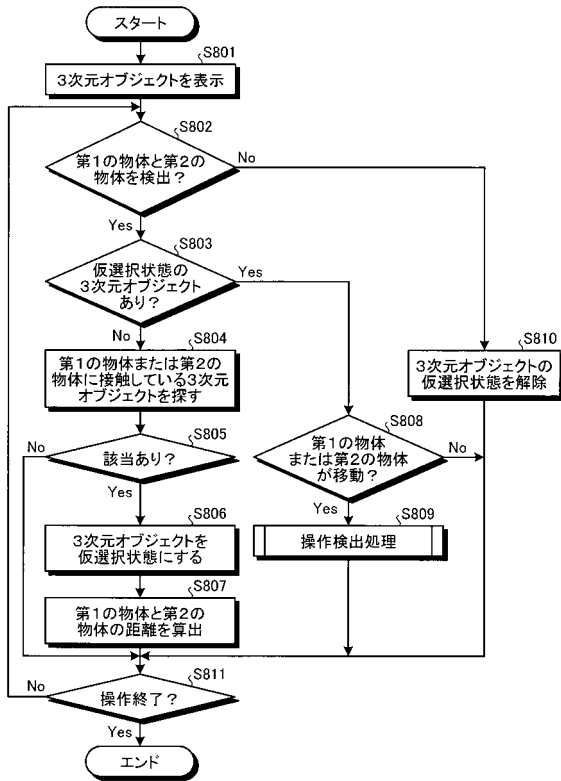 スタート
S801
3次元オブジェクトを表示
S802
第1の物体と第2の
物体を検出?
No
Yes
S803
仮選択状態の
3次元オブジェクト
あり?
Yes
No
S804
第1の物体または第2の
物体に接触している3次元
オブジェクトを探す
S810
3次元オブジェクトの
仮選択状態を解除
S805
該当あり?
No
Yes
S808
第1の物体
または第2の物体
が移動?
No
Yes
S806
3次元オブジェクトを
仮選択状態にする
S809
操作検出処理
S807
第1の物体と第2の
物体の距離を算出
S811
操作終了?
No
Yes
エンド